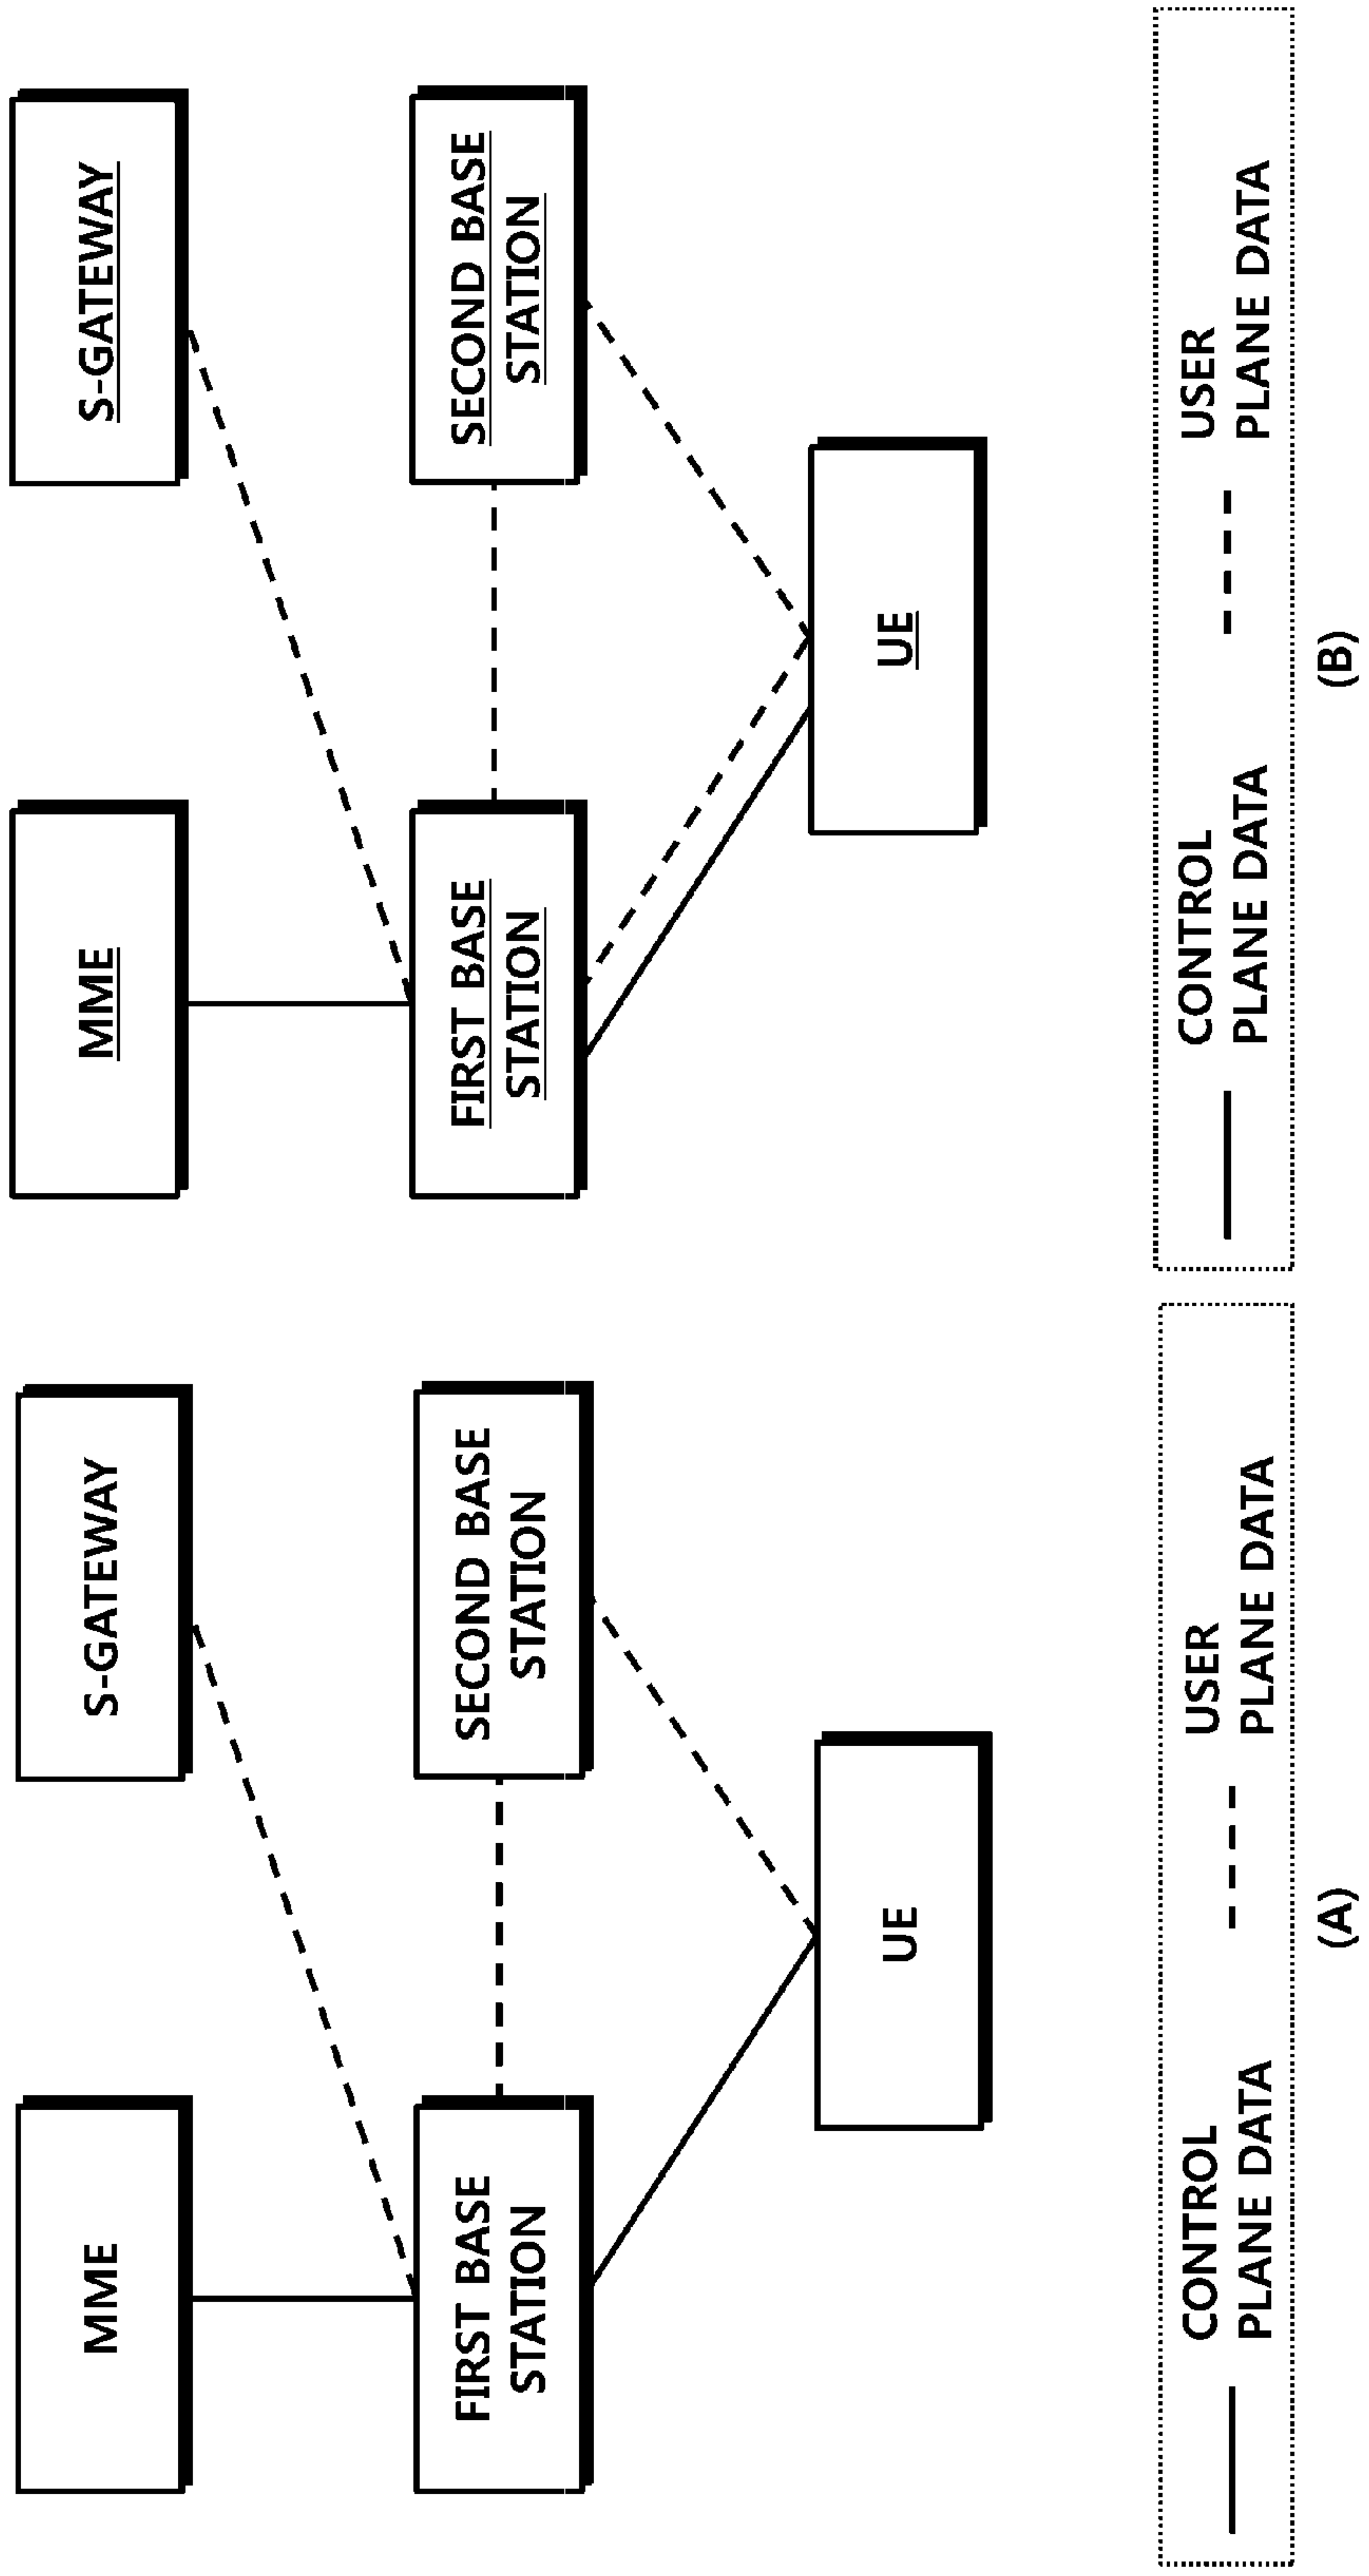 MME
S-GATEWAY
FIRST BASE
STATION
SECOND BASE
STATION
UE
CONTROL
PLANE DATA
USER
PLANE DATA
(A)
MME
S-GATEWAY
FIRST BASE
STATION
SECOND BASE
STATION
UE
CONTROL
PLANE DATA
USER
PLANE DATA
(B)